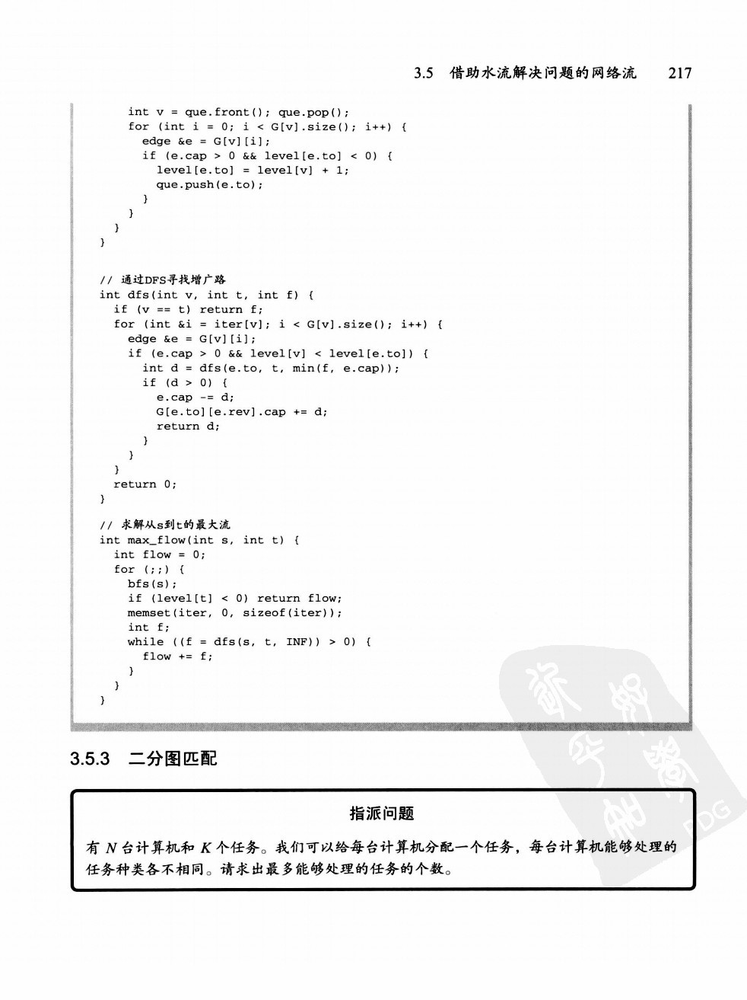 3.5 借助水流解决问题的网络流 217
int v = que.front(); que.pop();
for (int i = 0; i < G[v].size(); i++) {
edge &e = G[v][i];
if (e.cap > 0 && level[e.to] < 0) {
level[e.to] = level[v] + 1;
que.push(e.to);
}
}
}
}
// 通过DFS寻找增广路
int dfs(int v, int t, int f) {
if (v == t) return f;
for (int &i = iter[v]; i < G[v].size(); i++) {
edge &e = G[v][i];
if (e.cap > 0 && level[v] < level[e.to]) {
int d = dfs(e.to, t, min(f, e.cap));
if (d > 0) {
e.cap -= d;
G[e.to][e.rev].cap += d;
return d;
}
}
}
return 0;
}
// 求解从s到t的最大流
int max_flow(int s, int t) {
int flow = 0;
for (;;) {
bfs(s);
if (level[t] < 0) return flow;
memset(iter, 0, sizeof(iter));
int f;
while ((f = dfs(s, t, INF)) > 0) {
flow += f;
}
}
}
3.5.3 二分图匹配
指派问题
有 N 台计算机和 K 个任务。我们可以给每台计算机分配一个任务，每台计算机能够处理的
任务种类各不相同。请求出最多能够处理的任务的个数。
PDG